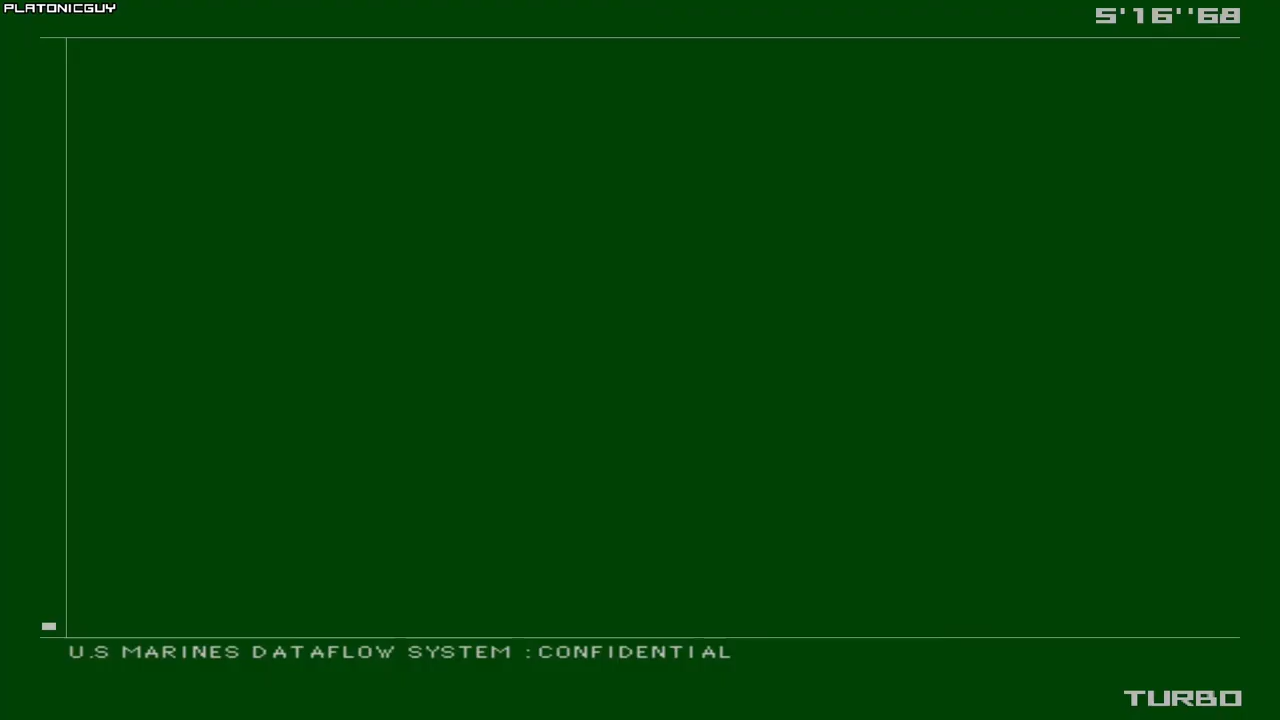 PLATONICGUY
5'16''68
U.S MARINES DATAFLOW SYSTEM :CONFIDENTIAL
TURBO